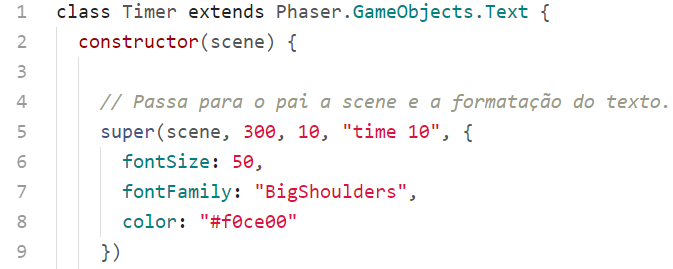 1 class Timer extends Phaser.GameObjects.Text {
2 constructor(scene) {
3
4 // Passa para o pai a scene e a formatação do texto.
5 super(scene, 300, 10, "time 10", {
6 fontSize: 50,
7 fontFamily: "BigShoulders",
8 color: "#f0ce00"
9 })